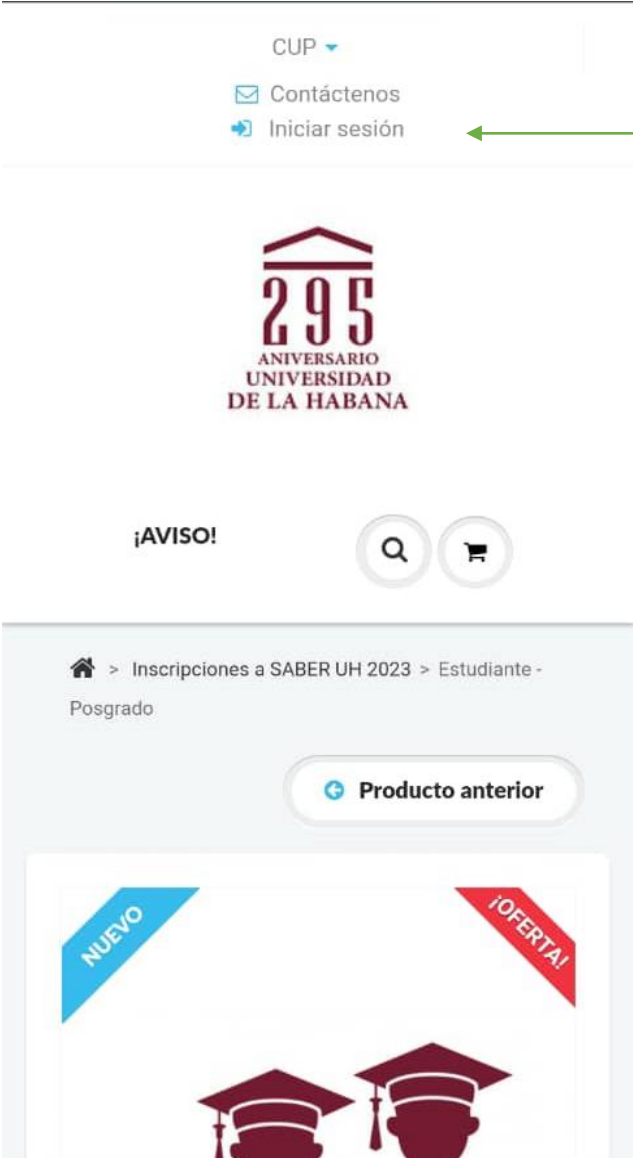 CUP
Contáctenos
Iniciar sesión
295
ANIVERSARIO
UNIVERSIDAD
DE LA HABANA
¡AVISO!
> Inscripciones a SABER UH 2023 > Estudiante -
Posgrado
Producto anterior
NUEVO
¡OFERTA!